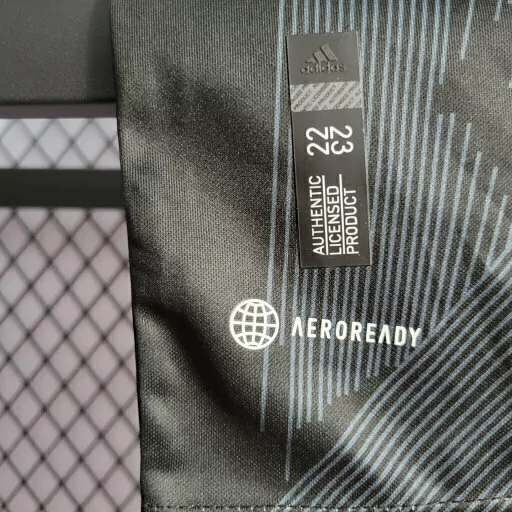 adidas
22
23
AUTHENTIC
LICENSED
PRODUCT
AEROREADY